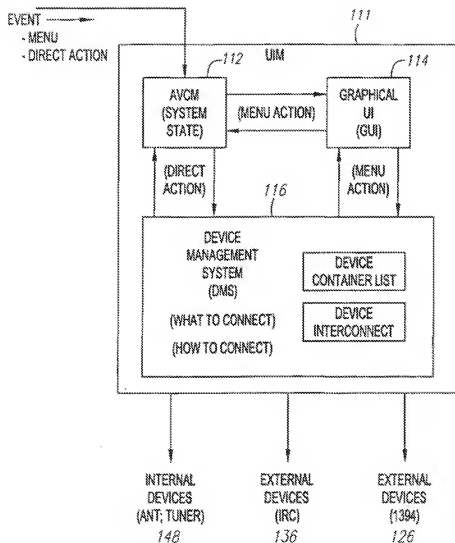 EVENT
- MENU
- DIRECT ACTION
111
UIM
112
114
AVCM
(SYSTEM
STATE)
(MENU ACTION)
GRAPHICAL
UI
(GUI)
(DIRECT
ACTION)
116
(MENU
ACTION)
DEVICE
MANAGEMENT
SYSTEM
(DMS)
(WHAT TO CONNECT)
(HOW TO CONNECT)
DEVICE
CONTAINER LIST
DEVICE
INTERCONNECT
INTERNAL
DEVICES
(ANT; TUNER)
148
EXTERNAL
DEVICES
(IRC)
136
EXTERNAL
DEVICES
(1394)
126